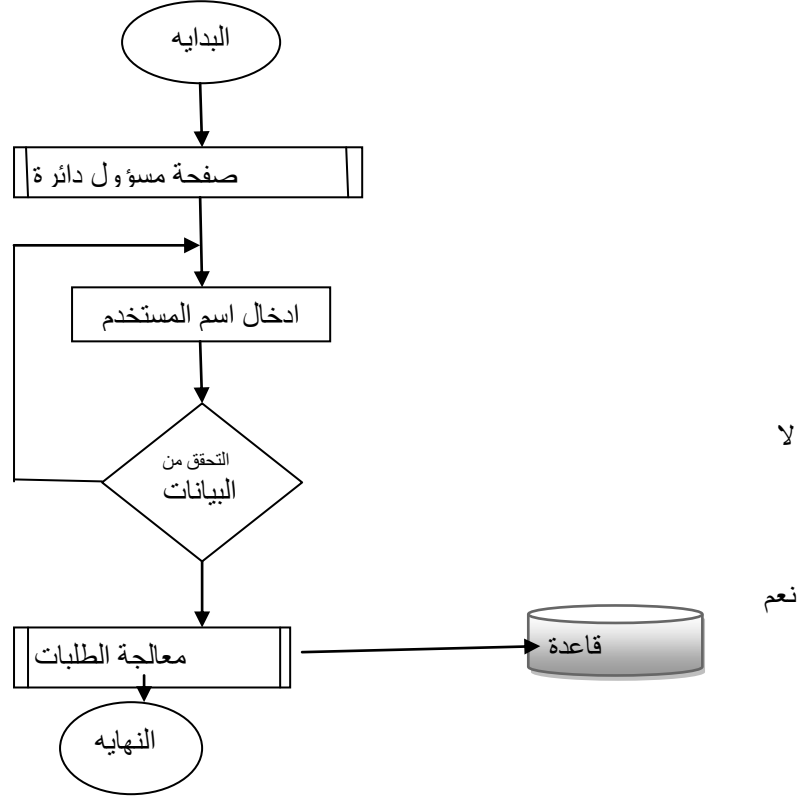 البدايه
صفحة مسؤول دائرة
ادخال اسم المستخدم
لا
التحقق من
البيانات
نعم
معالجة الطلبات
قاعدة
النهايه